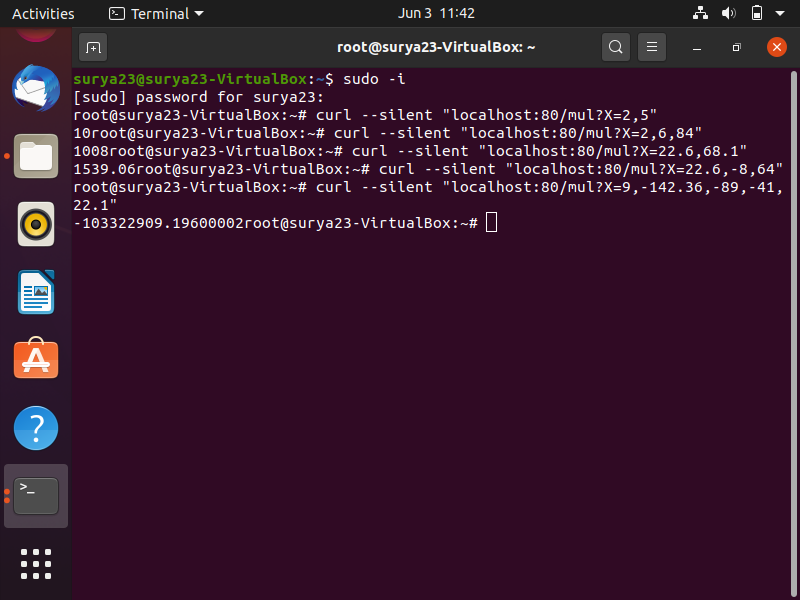 Activities Terminal Jun 3 11:42
root@surya23-VirtualBox: ~
surya23@surya23-VirtualBox:~$ sudo -i
[sudo] password for surya23:
root@surya23-VirtualBox:~# curl --silent "localhost:80/mul?X=2,5"
10root@surya23-VirtualBox:~# curl --silent "localhost:80/mul?X=2,6,84"
1008root@surya23-VirtualBox:~# curl --silent "localhost:80/mul?X=22.6,68.1"
1539.06root@surya23-VirtualBox:~# curl --silent "localhost:80/mul?X=22.6,-8,64"
root@surya23-VirtualBox:~# curl --silent "localhost:80/mul?X=9,-142.36,-89,-41,
22.1"
-103322909.19600002root@surya23-VirtualBox:~#